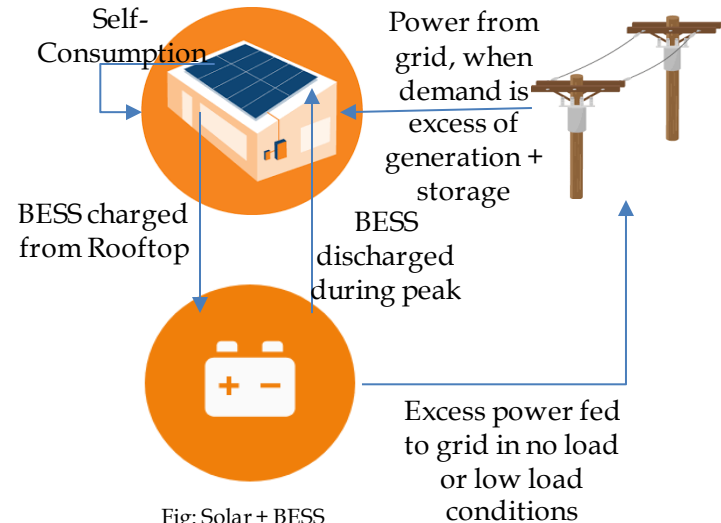 Self-
Consumption
Power from
grid, when
demand is
excess of
generation +
storage
BESS charged
from Rooftop
BESS
discharged
during peak
+ −
Excess power fed
to grid in no load
or low load
conditions
Fig: Solar + BESS